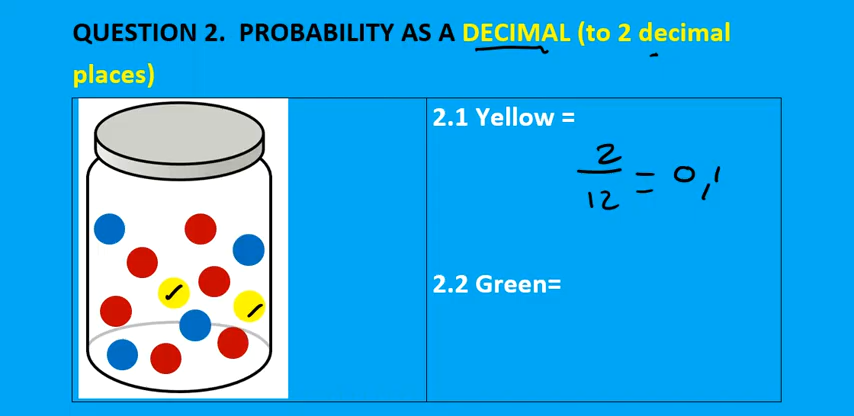 QUESTION 2. PROBABILITY AS A DECIMAL (to 2 decimal
places)
2.1 Yellow =
2/12 = 0,1
2.2 Green=